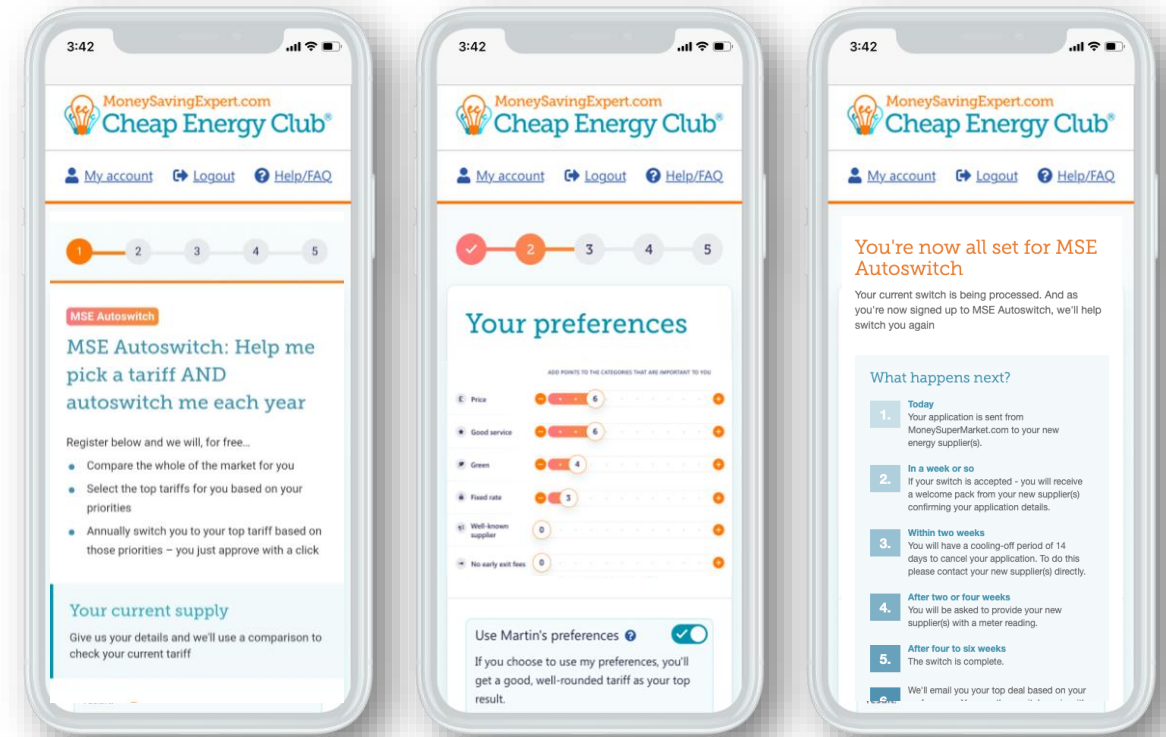 3:42
MoneySavingExpert.com
Cheap Energy Club®
My account Logout Help/FAQ
1 2 3 4 5
MSE Autoswitch
MSE Autoswitch: Help me
pick a tariff AND
autoswitch me each year
Register below and we will, for free...
Compare the whole of the market for you
Select the top tariffs for you based on your
priorities
Annually switch you to your top tariff based on
those priorities – you just approve with a click
Your current supply
Give us your details and we'll use a comparison to
check your current tariff
3:42
MoneySavingExpert.com
Cheap Energy Club®
My account Logout Help/FAQ
2 3 4 5
Your preferences
ADD POINTS TO THE CATEGORIES THAT ARE IMPORTANT TO YOU
£ Price 6
Good service 6
Green 4
Fixed rate 3
Well-known
supplier 0
No early exit fees 0
Use Martin's preferences ?
If you choose to use my preferences, you'll
get a good, well-rounded tariff as your top
result.
3:42
MoneySavingExpert.com
Cheap Energy Club®
My account Logout Help/FAQ
You're now all set for MSE
Autoswitch
Your current switch is being processed. And as
you're now signed up to MSE Autoswitch, we'll help
switch you again
What happens next?
1. Today
Your application is sent from
MoneySuperMarket.com to your new
energy supplier(s).
2. In a week or so
If your switch is accepted - you will receive
a welcome pack from your new supplier(s)
confirming your application details.
3. Within two weeks
You will have a cooling-off period of 14
days to cancel your application. To do this
please contact your new supplier(s) directly.
4. After two or four weeks
You will be asked to provide your new
supplier(s) with a meter reading.
5. After four to six weeks
The switch is complete.
We'll email you your top deal based on your